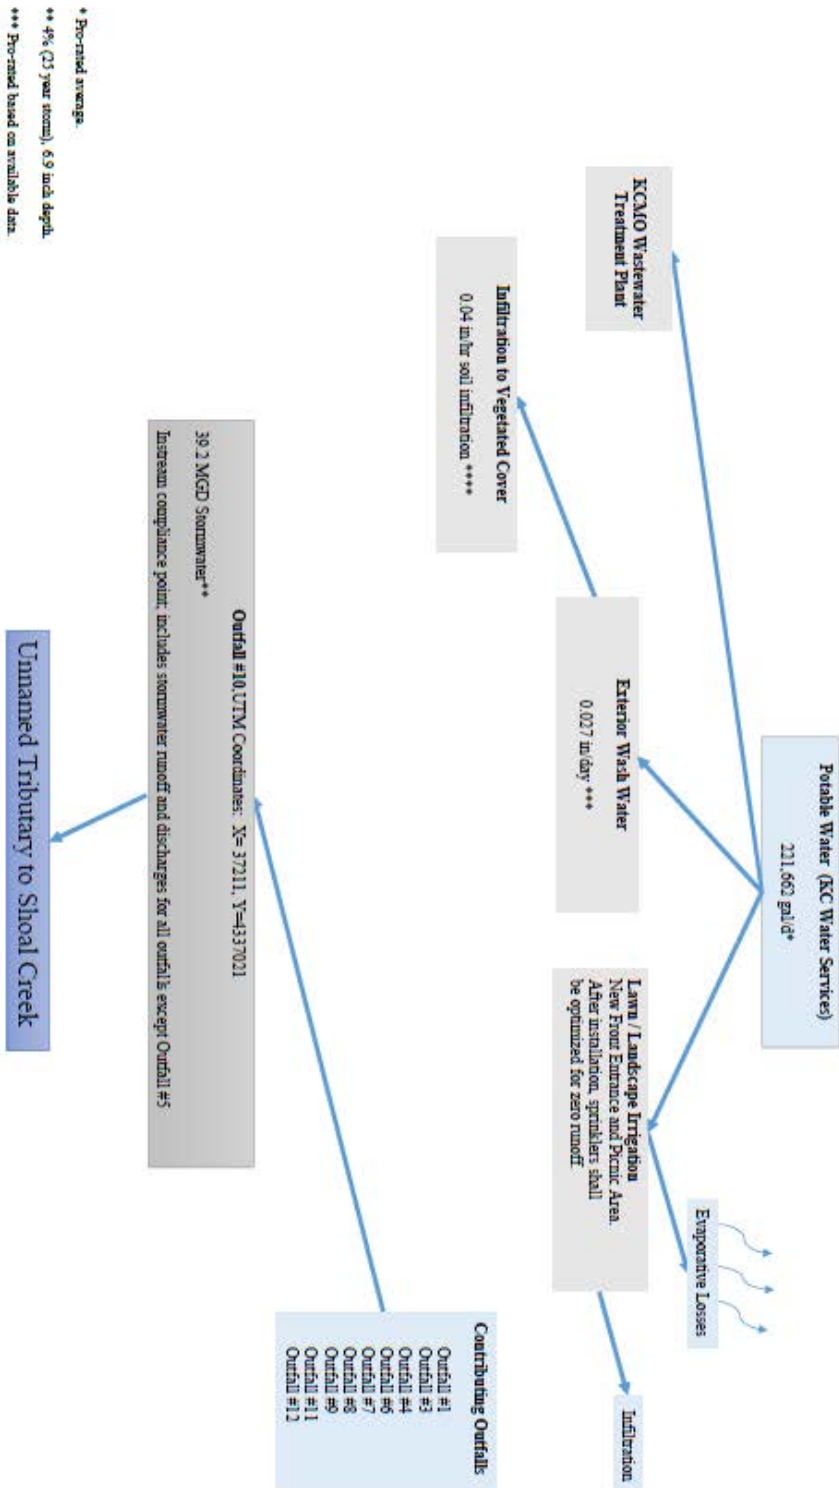 Potable Water (KC Water Services)
221,662 gal/d*
KCMO Wastewater
Treatment Plant
Exterior Wash Water
0.027 in/day ***
Lawn / Landscape Irrigation
New Front Entrance and Picnic Area.
After installation, sprinklers shall
be optimized for zero runoff.
Evaporative Losses
Infiltration
Infiltration to Vegetated Cover
0.04 in/hr soil infiltration ****
Contributing Outfalls
Outfall #1
Outfall #3
Outfall #4
Outfall #6
Outfall #7
Outfall #8
Outfall #9
Outfall #11
Outfall #12
Outfall #10,UTM Coordinates: X= 37211, Y=4337021
39.2 MGD Stormwater**
Instream compliance point; includes stormwater runoff and discharges for all outfalls except Outfall #5
Unnamed Tributary to Shoal Creek
* Pro-rated average.
** 4% (25 year storm), 6.9 inch depth.
*** Pro-rated based on available data.